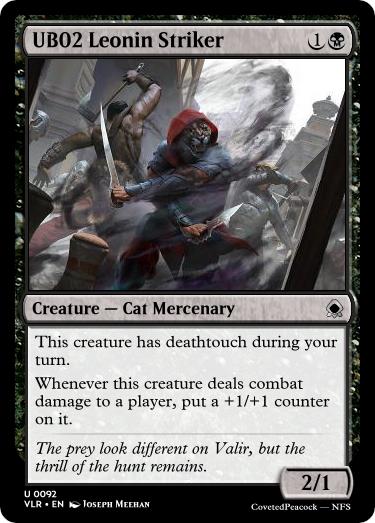 UB02 Leonin Striker 1
Creature — Cat Mercenary
This creature has deathtouch during your
turn.
Whenever this creature deals combat
damage to a player, put a +1/+1 counter
on it.
The prey look different on Valir, but the
thrill of the hunt remains.
2/1
U 0092
VLR • EN Joseph Meehan
CovetedPeacock — NFS